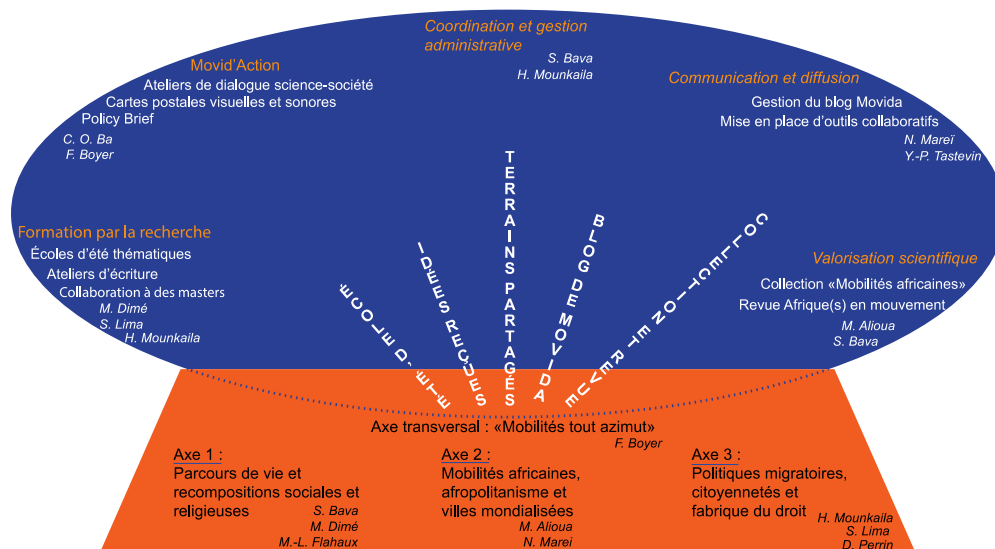 Coordination et gestion
administrative
S. Bava
H. Mounkaila
Movid'Action
Ateliers de dialogue science-société
Cartes postales visuelles et sonores
Policy Brief
C. O. Ba
F. Boyer
Communication et diffusion
Gestion du blog Movida
Mise en place d'outils collaboratifs
N. Mareï
Y.-P. Tastevin
Formation par la recherche
Écoles d'été thématiques
Ateliers d'écriture
Collaboration à des masters
M. Dimé
S. Lima
H. Mounkaila
ECOLE D'ETE
IDEES REÇUES
TERRAINS PARTAGÉS
BLOG DE MOVIDA
COLLECTION ET REVUE
Valorisation scientifique
Collection «Mobilités africaines»
Revue Afrique(s) en mouvement
M. Alioua
S. Bava
Axe transversal : «Mobilités tout azimut»
F. Boyer
Axe 1 :
Parcours de vie et
recompositions sociales et
religieuses
S. Bava
M. Dimé
M.-L. Flahaux
Axe 2 :
Mobilités africaines,
afropolitanisme et
villes mondialisées
M. Alioua
N. Marei
Axe 3 :
Politiques migratoires,
citoyennetés et
fabrique du droit
H. Mounkaila
S. Lima
D. Perrin